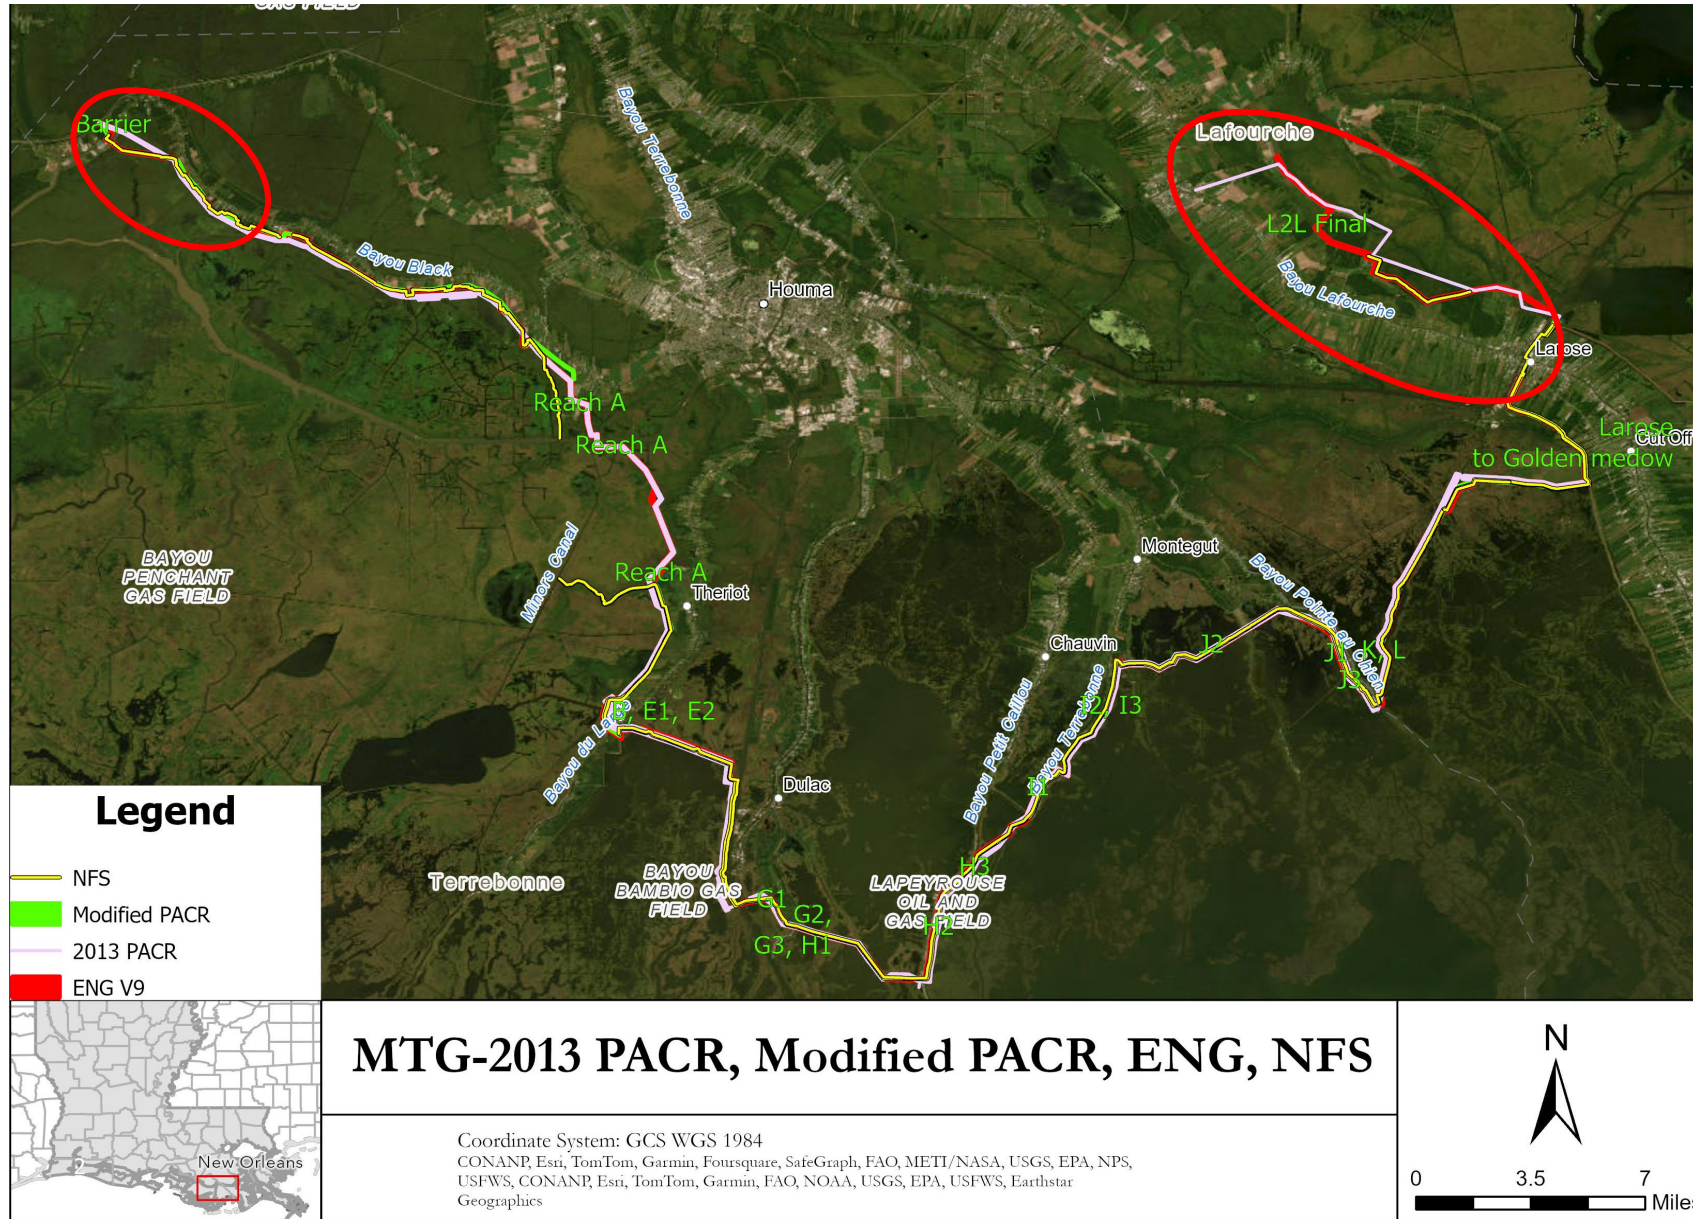 GAS FIELD
Barrier
Bayou Terrebonne
Lafourche
L2L Final
Bayou Black
Bayou Lafourche
Houma
Larose
Reach A
Reach A
Larose
Cut Off
to Golden medow
Minors Canal
BAYOU
PENCHANT
GAS FIELD
Reach A
Theriot
Montegut
Bayou Pointe au Chien
Chauvin
J2
J1, K, L
J3
B, E1, E2
Bayou du Large
Bayou Petit Caillou
Bayou Terrebonne
I2, I3
I1
Dulac
H3
Terrebonne
BAYOU
BAMBIO GAS
FIELD
LAPEYROUSE
OIL AND
GAS FIELD
G1
G2,
G3, H1
H2
Legend
NFS
Modified PACR
2013 PACR
ENG V9
New Orleans
MTG-2013 PACR, Modified PACR, ENG, NFS
Coordinate System: GCS WGS 1984
CONANP, Esri, TomTom, Garmin, Foursquare, SafeGraph, FAO, METI/NASA, USGS, EPA, NPS,
USFWS, CONANP, Esri, TomTom, Garmin, FAO, NOAA, USGS, EPA, USFWS, Earthstar
Geographics
N
0 3.5 7
Miles